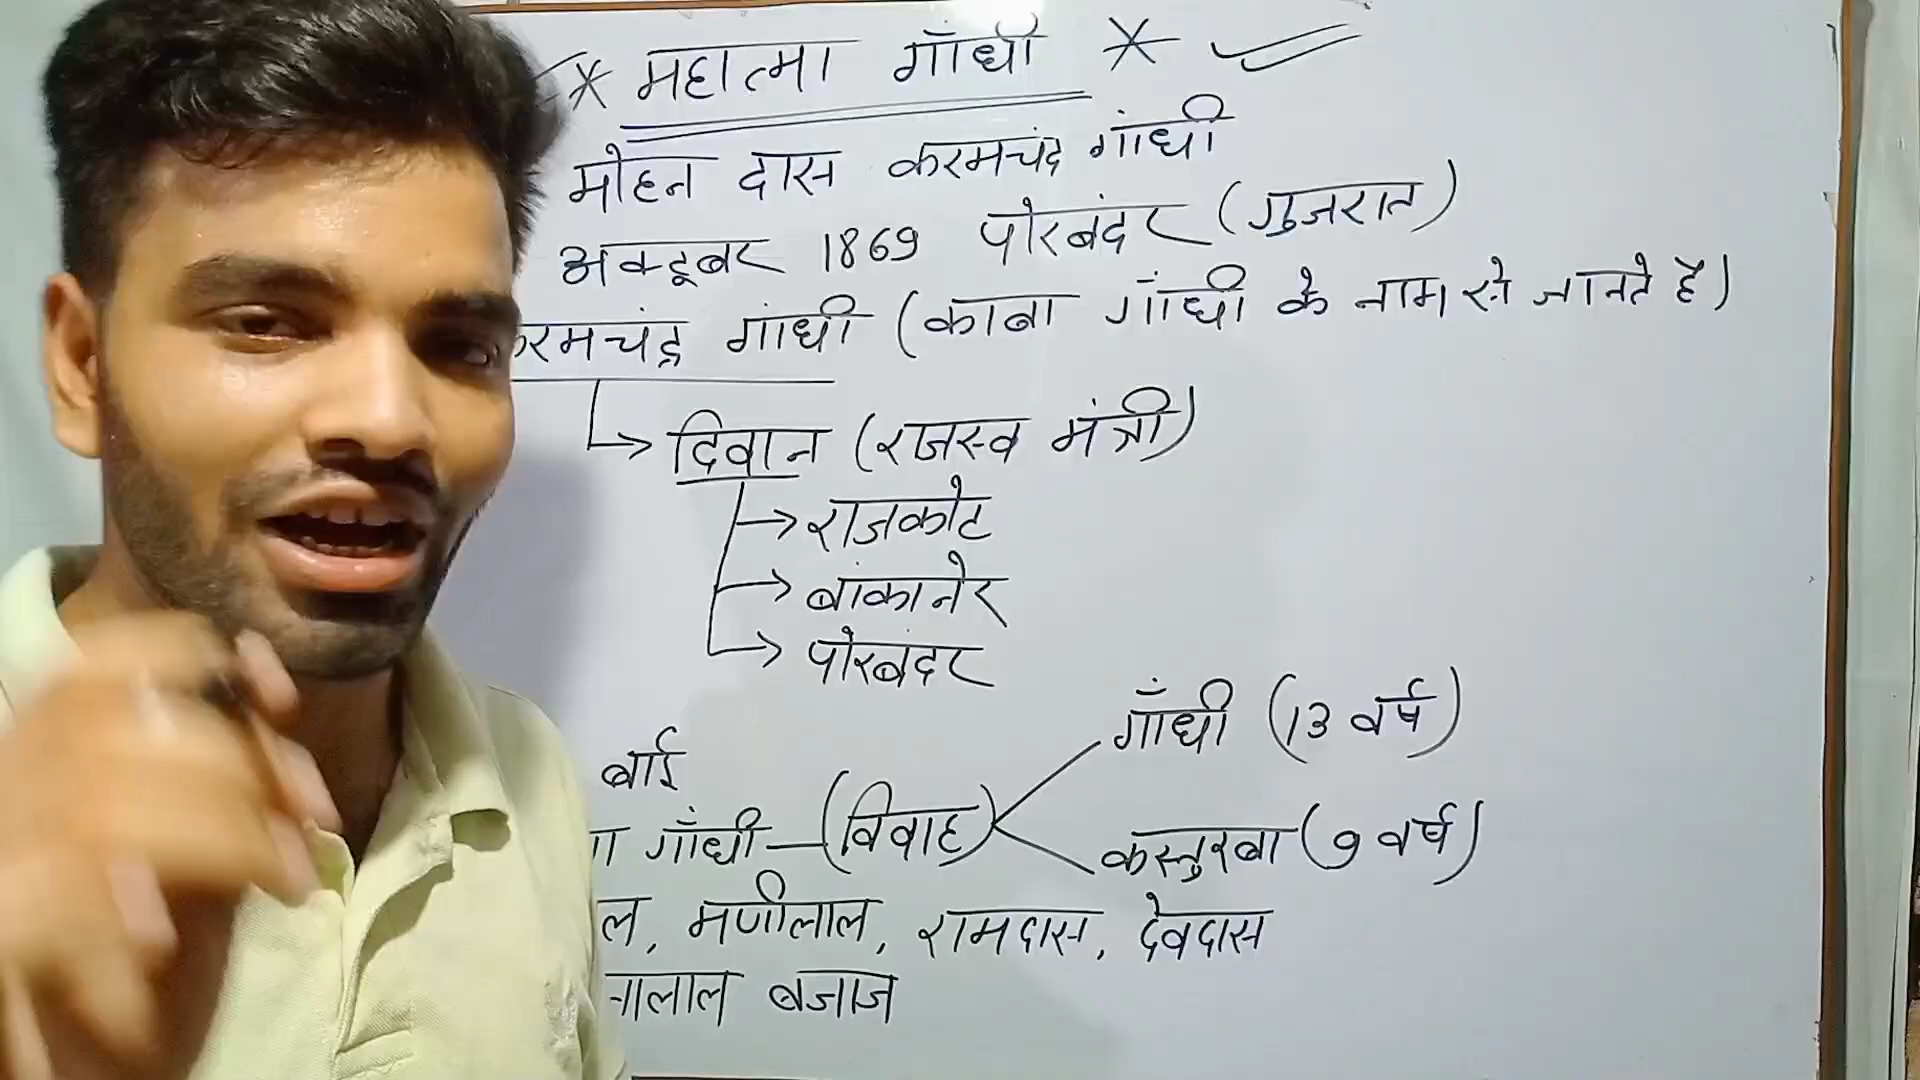 * महात्मा गाँधी *
मोहन दास करमचंद गांधी
अक्टूबर 1869 पोरबंदर (गुजरात)
करमचंद्र गांधी (काबा गाँधी के नाम से जानते है)
दिवान (राजस्व मंत्री)
राजकोट
बांकानेर
पोरबंदर
बाई
गाँधी (13 वर्ष)
गाँधी (विवाह)
कस्तुरबा (9 वर्ष)
ल, मणीलाल, रामदास, देवदास
नालाल बजाज